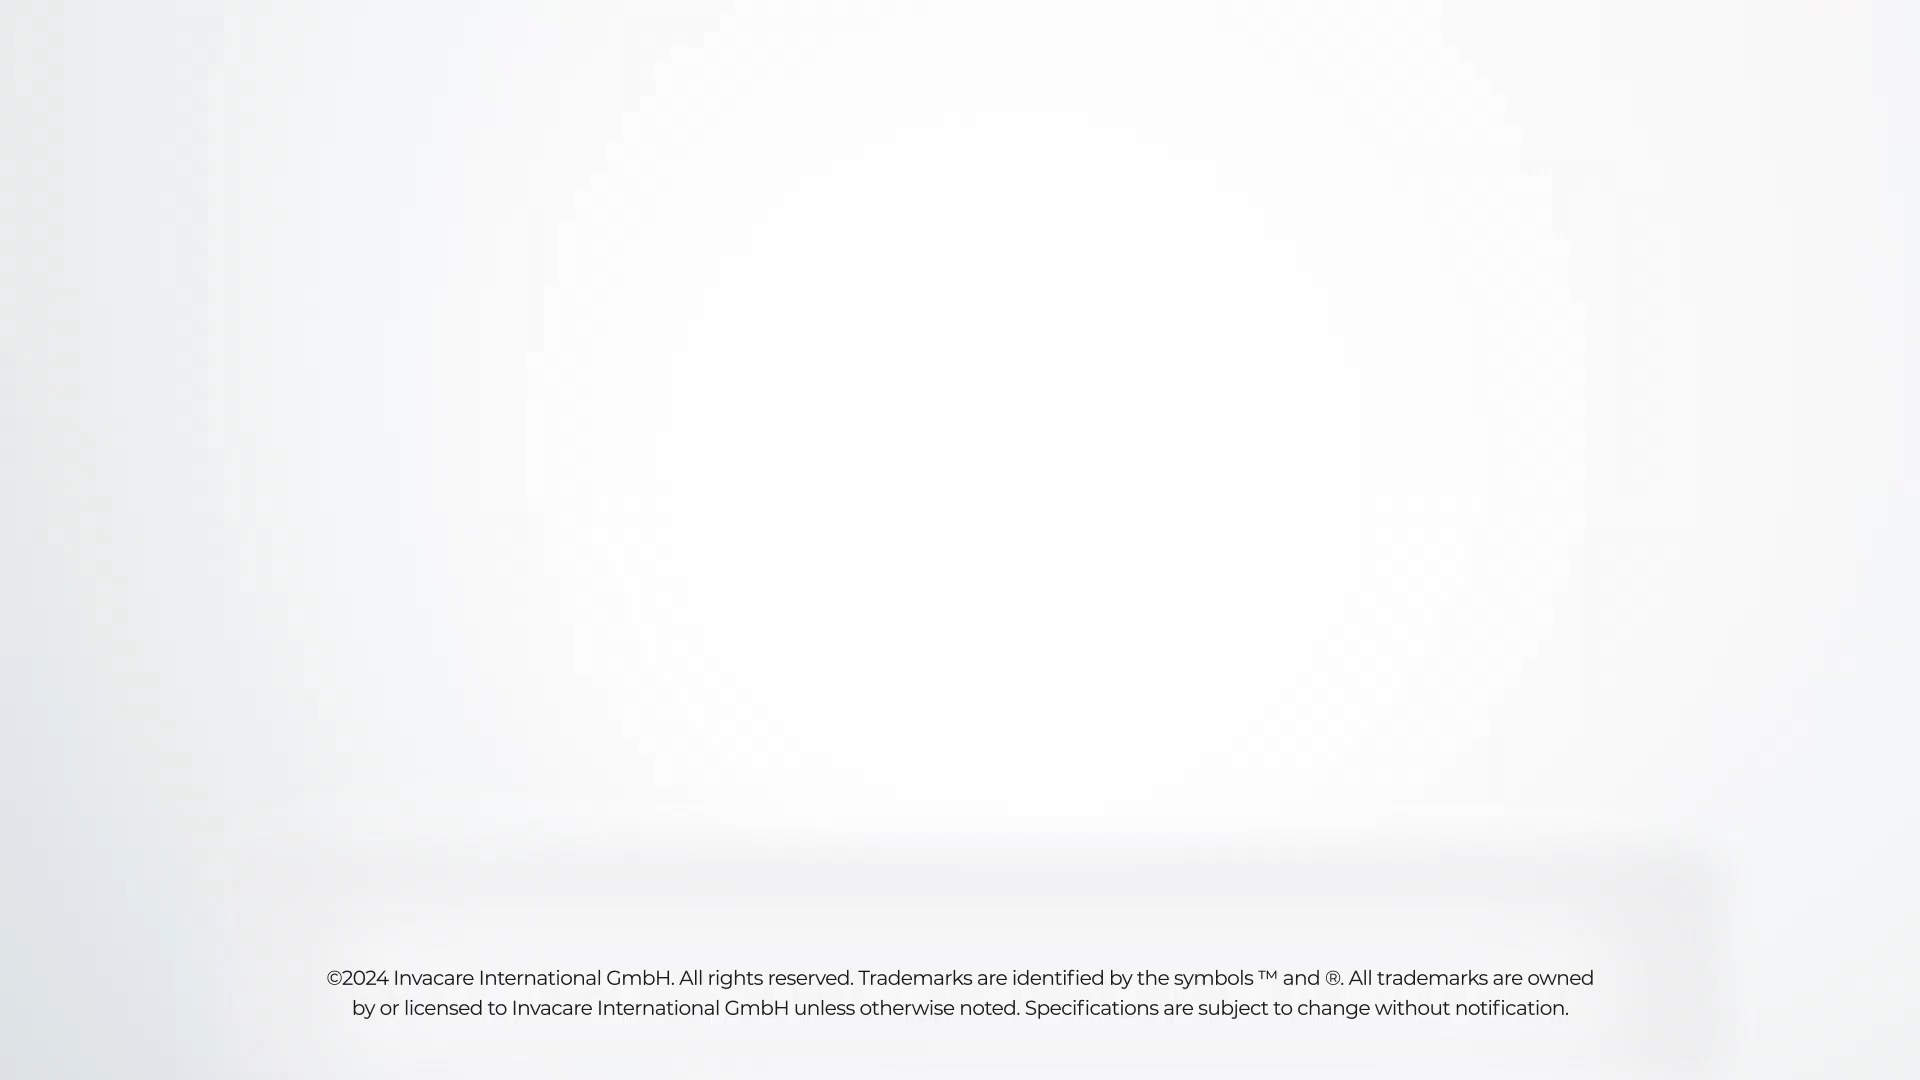 ©2024 Invacare International GmbH. All rights reserved. Trademarks are identified by the symbols ™ and ®. All trademarks are owned
by or licensed to Invacare International GmbH unless otherwise noted. Specifications are subject to change without notification.